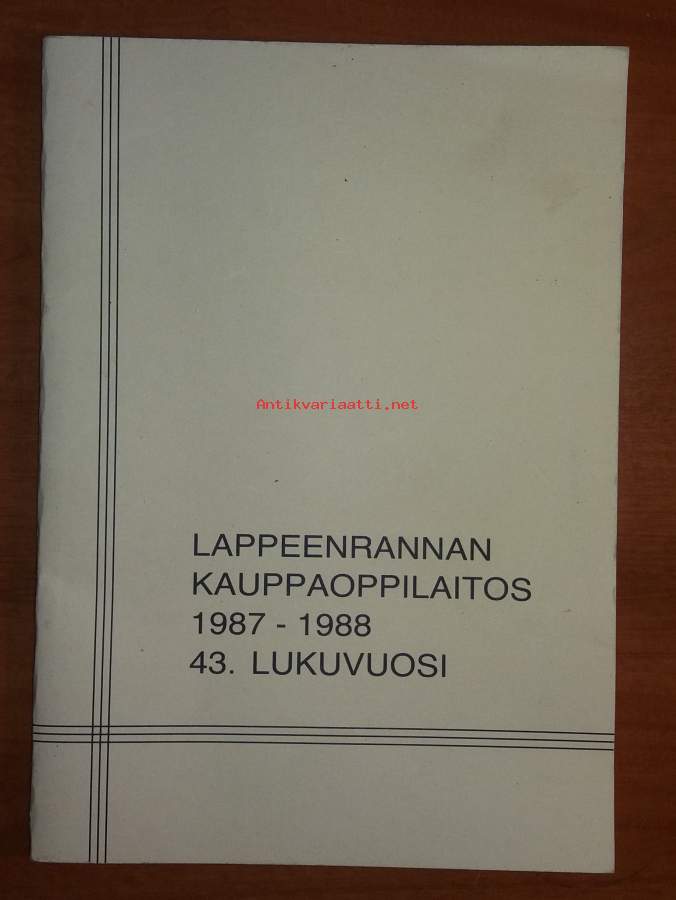 Antikvariaatti.net
LAPPEENRANNAN
KAUPPAOPPILAITOS
1987 - 1988
43. LUKUVUOSI